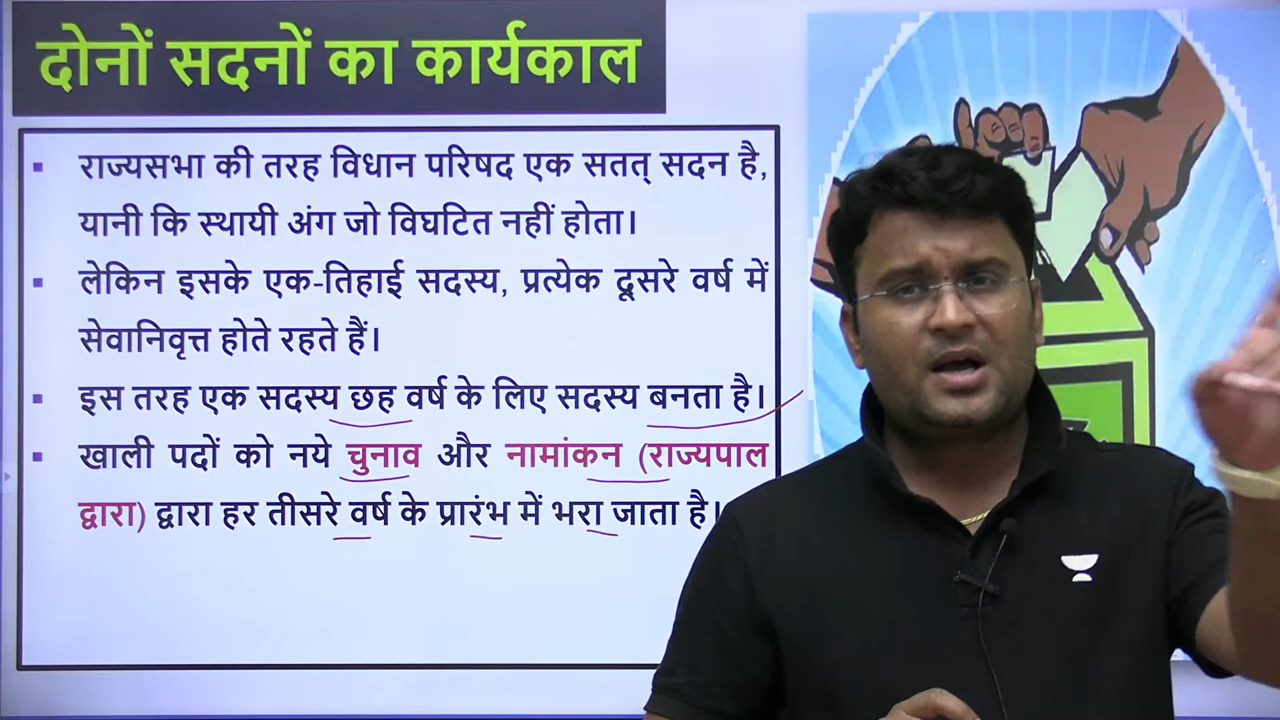 दोनों सदनों का कार्यकाल
▪ राज्यसभा की तरह विधान परिषद एक सतत् सदन है,
यानी कि स्थायी अंग जो विघटित नहीं होता।
▪ लेकिन इसके एक-तिहाई सदस्य, प्रत्येक दूसरे वर्ष में
सेवानिवृत्त होते रहते हैं।
▪ इस तरह एक सदस्य छह वर्ष के लिए सदस्य बनता है।
▪ खाली पदों को नये चुनाव और नामांकन (राज्यपाल
द्वारा) द्वारा हर तीसरे वर्ष के प्रारंभ में भरा जाता है।